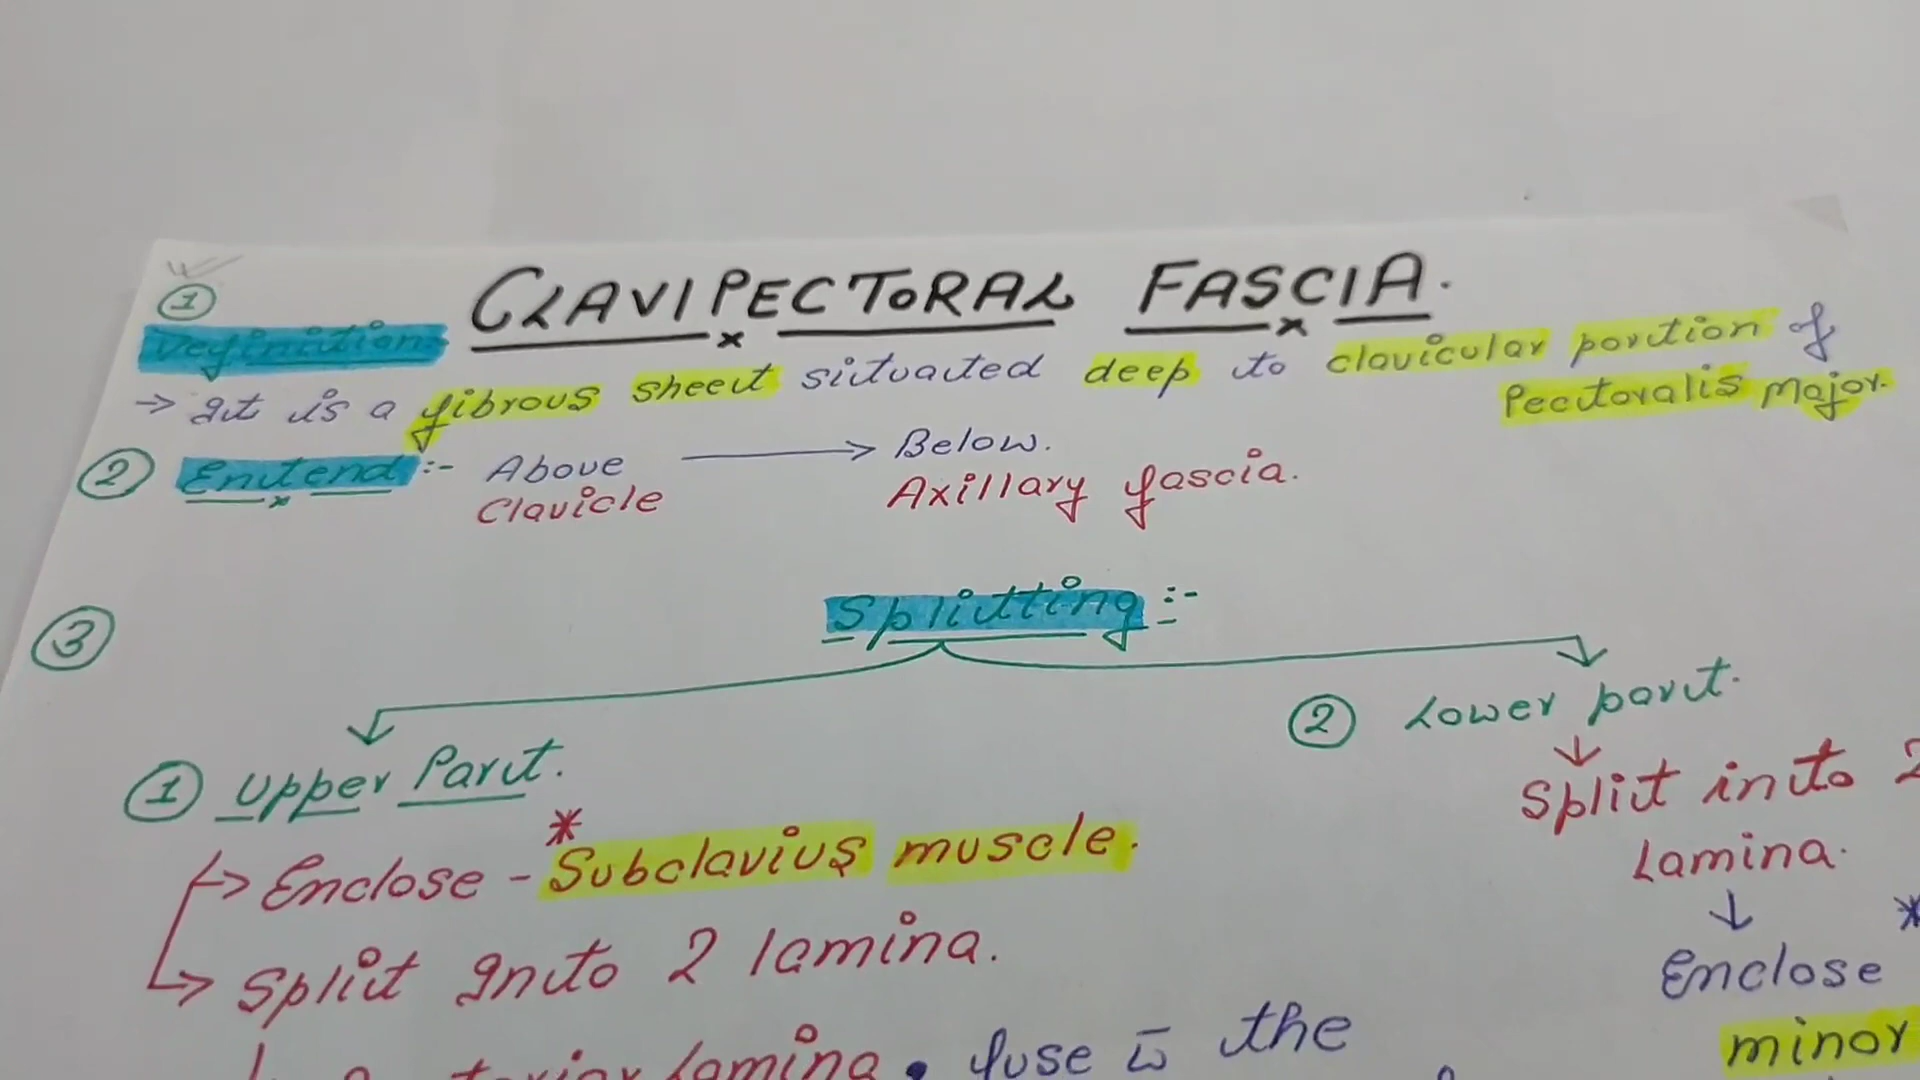 CLAVIPECTORAL FASCIA.
①
Definition
→ It is a fibrous sheet situated deep to clavicular portion of
Pectoralis Major.
② Extend :- Above → Below.
Clavicle Axillary fascia.
③ Splitting :-
① Upper Part.
② Lower part.
↓
Split into 2
Lamina.
↓
*
→ Enclose - Subclavius muscle.
Enclose
→ Split Into 2 lamina.
minor
lamina • fuse the